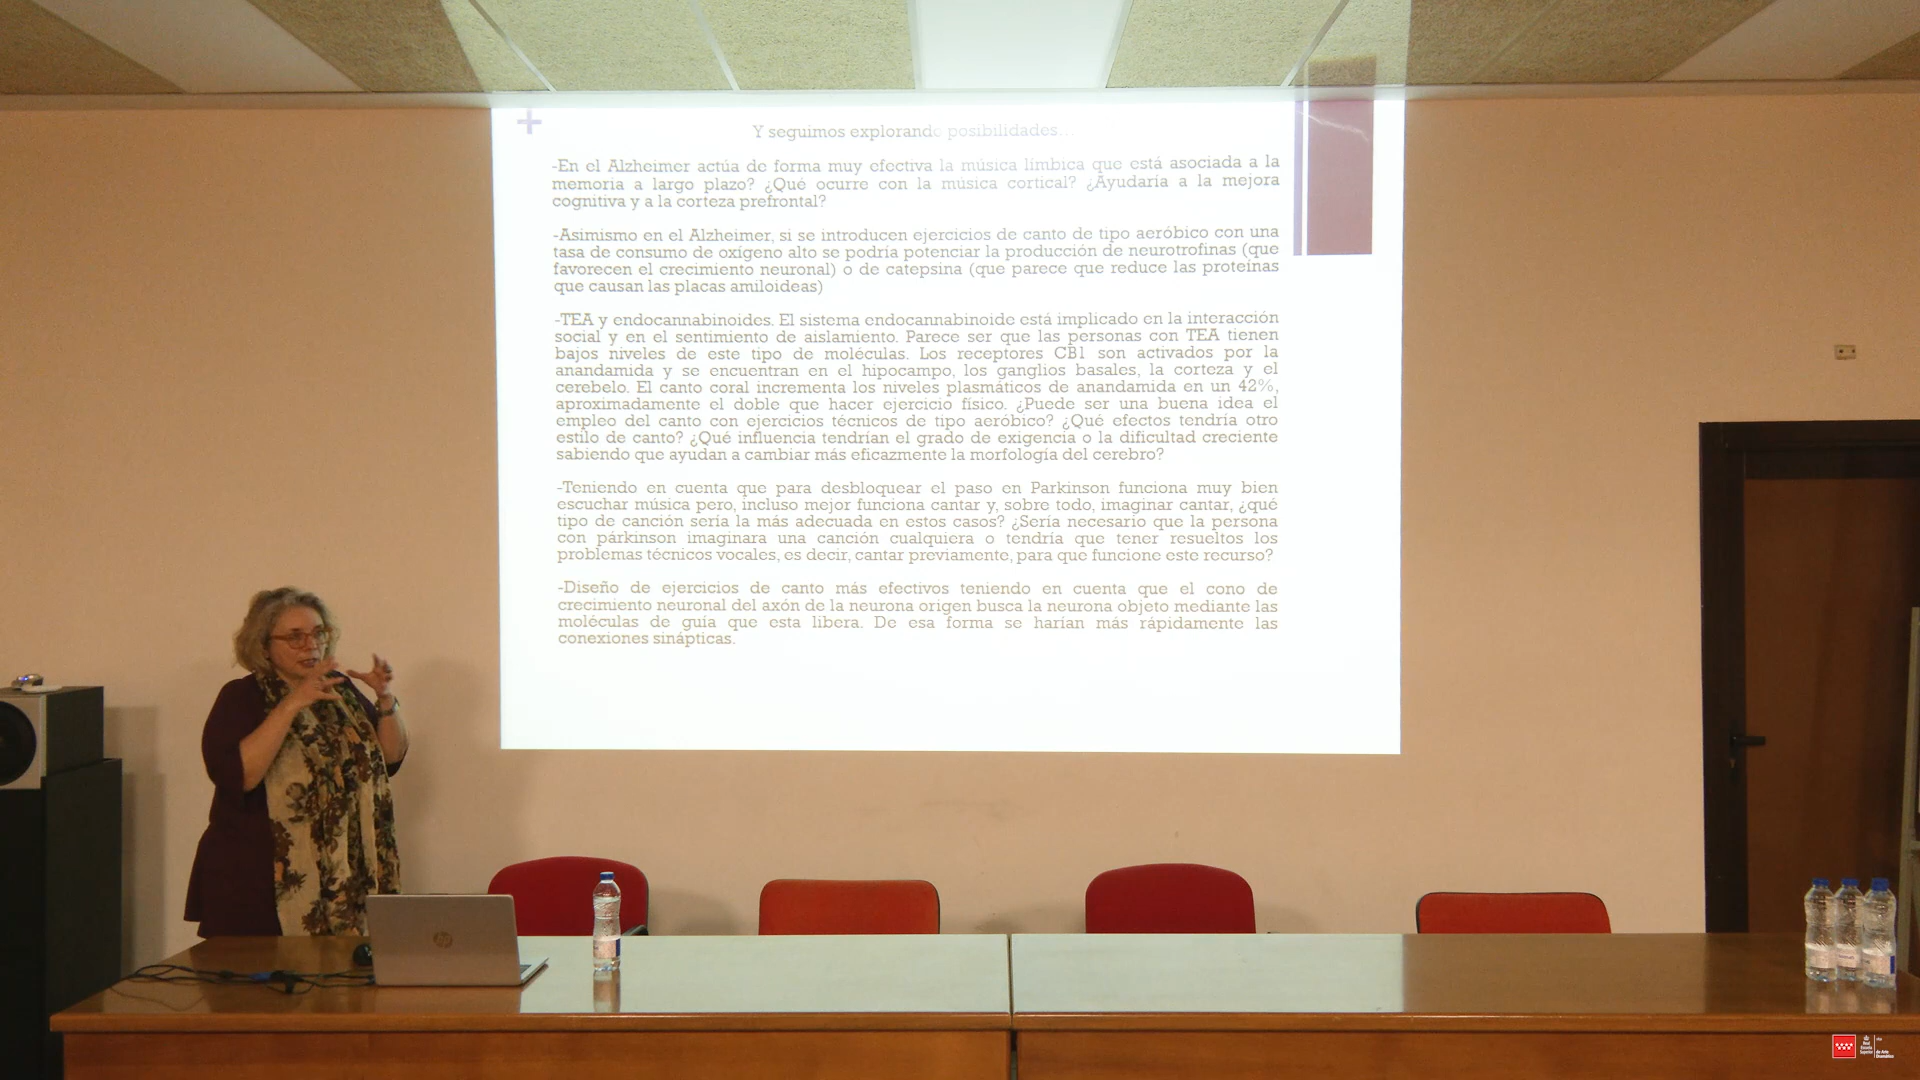 +
Y seguimos explorando posibilidades...
-En el Alzheimer actúa de forma muy efectiva la música límbica que está asociada a la
memoria a largo plazo? ¿Qué ocurre con la música cortical? ¿Ayudaría a la mejora
cognitiva y a la corteza prefrontal?
-Asimismo en el Alzheimer, si se introducen ejercicios de canto de tipo aeróbico con una
tasa de consumo de oxígeno alto se podría potenciar la producción de neurotrofinas (que
favorecen el crecimiento neuronal) o de catepsina (que parece que reduce las proteínas
que causan las placas amiloideas)
-TEA y endocannabinoides. El sistema endocannabinoide está implicado en la interacción
social y en el sentimiento de aislamiento. Parece ser que las personas con TEA tienen
bajos niveles de este tipo de moléculas. Los receptores CB1 son activados por la
anandamida y se encuentran en el hipocampo, los ganglios basales, la corteza y el
cerebelo. El canto coral incrementa los niveles plasmáticos de anandamida en un 42%,
aproximadamente el doble que hacer ejercicio físico. ¿Puede ser una buena idea el
empleo del canto con ejercicios técnicos de tipo aeróbico? ¿Qué efectos tendría otro
estilo de canto? ¿Qué influencia tendrían el grado de exigencia o la dificultad creciente
sabiendo que ayudan a cambiar más eficazmente la morfología del cerebro?
-Teniendo en cuenta que para desbloquear el paso en Parkinson funciona muy bien
escuchar música pero, incluso mejor funciona cantar y, sobre todo, imaginar cantar, ¿qué
tipo de canción sería la más adecuada en estos casos? ¿Sería necesario que la persona
con párkinson imaginara una canción cualquiera o tendría que tener resueltos los
problemas técnicos vocales, es decir, cantar previamente, para que funcione este recurso?
-Diseño de ejercicios de canto más efectivos teniendo en cuenta que el cono de
crecimiento neuronal del axón de la neurona origen busca la neurona objeto mediante las
moléculas de guía que esta libera. De esa forma se harían más rápidamente las
conexiones sinápticas.
hp
Real
Escuela
Superior
de Arte
Dramático